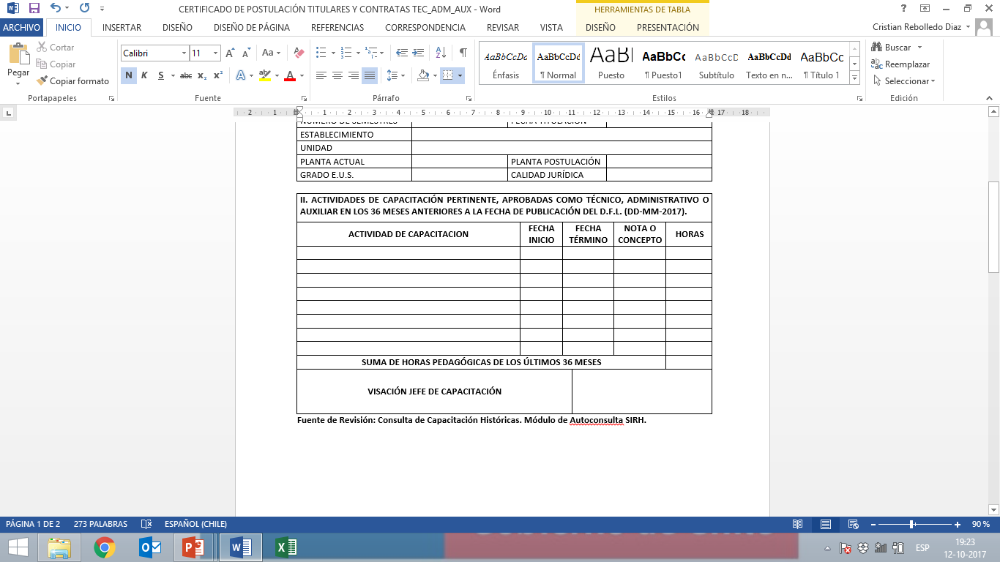 CERTIFICADO DE POSTULACIÓN TITULARES Y CONTRATAS TEC_ADM_AUX - Word
HERRAMIENTAS DE TABLA
ARCHIVO INICIO INSERTAR DISEÑO DISEÑO DE PÁGINA REFERENCIAS CORRESPONDENCIA REVISAR VISTA DISEÑO PRESENTACIÓN
Cristian Rebolledo Diaz
Pegar
Cortar
Copiar
Copiar formato
Portapapeles
Calibri 11
N K S abc x₂ x²
Fuente
Párrafo
AaBbCcDc AaBbCcDd AaBl AaBbCc AaBbCcD AaBbCcDd AaBbCc
Énfasis ¶ Normal Puesto ¶ Puesto1 Subtítulo Texto en n... ¶ Título 1
Estilos
Buscar
Reemplazar
Seleccionar
Edición
2 1 1 2 3 4 5 6 7 8 9 10 11 12 13 14 15 16 17 18
NÚMERO DE SEMESTRES FECHA TITULACIÓN
ESTABLECIMIENTO
UNIDAD
PLANTA ACTUAL PLANTA POSTULACIÓN
GRADO E.U.S. CALIDAD JURÍDICA
II. ACTIVIDADES DE CAPACITACIÓN PERTINENTE, APROBADAS COMO TÉCNICO, ADMINISTRATIVO O
AUXILIAR EN LOS 36 MESES ANTERIORES A LA FECHA DE PUBLICACIÓN DEL D.F.L. (DD-MM-2017).
ACTIVIDAD DE CAPACITACION
FECHA
INICIO
FECHA
TÉRMINO
NOTA O
CONCEPTO
HORAS
SUMA DE HORAS PEDAGÓGICAS DE LOS ÚLTIMOS 36 MESES
VISACIÓN JEFE DE CAPACITACIÓN
Fuente de Revisión: Consulta de Capacitación Históricas. Módulo de Autoconsulta SIRH.
PÁGINA 1 DE 2 273 PALABRAS ESPAÑOL (CHILE) 90 %
ESP
19:23
12-10-2017